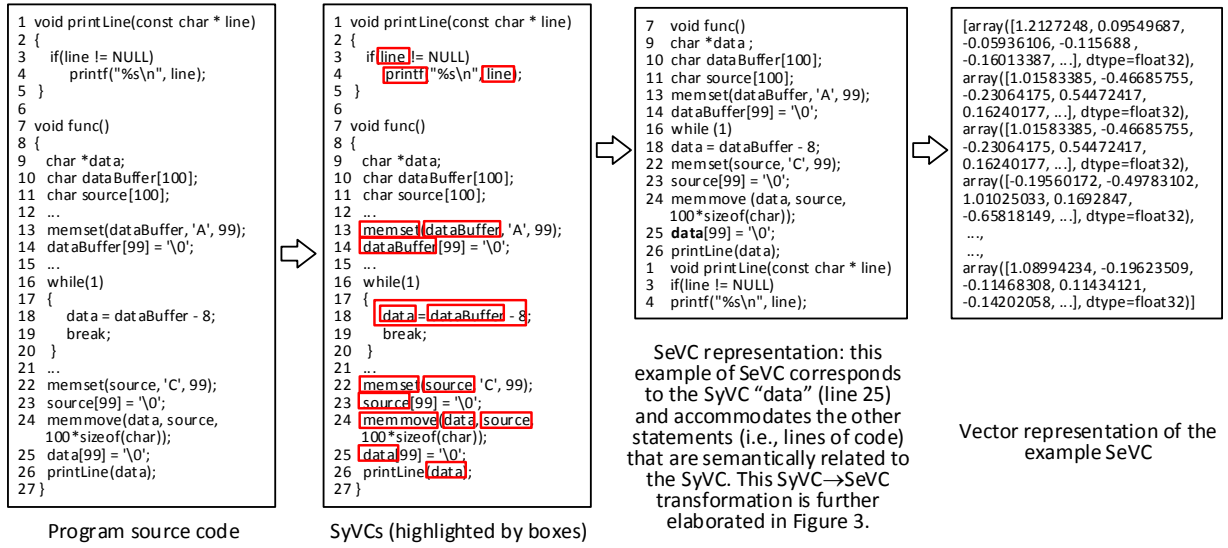 1 void printLine(const char * line)
2 {
3 if(line != NULL)
4 printf("%s\n", line);
5 }
6
7 void func()
8 {
9 char *data;
10 char dataBuffer[100];
11 char source[100];
12 ...
13 memset(dataBuffer, 'A', 99);
14 dataBuffer[99] = '\0';
15 ...
16 while(1)
17 {
18 data = dataBuffer - 8;
19 break;
20 }
21 ...
22 memset(source, 'C', 99);
23 source[99] = '\0';
24 memmove(data, source,
100*sizeof(char));
25 data[99] = '\0';
26 printLine(data);
27 }
Program source code
1 void printLine(const char * line)
2 {
3 if(line != NULL)
4 printf("%s\n", line);
5 }
6
7 void func()
8 {
9 char *data;
10 char dataBuffer[100];
11 char source[100];
12 ...
13 memset(dataBuffer, 'A', 99);
14 dataBuffer[99] = '\0';
15 ...
16 while(1)
17 {
18 data = dataBuffer - 8;
19 break;
20 }
21 ...
22 memset(source, 'C', 99);
23 source[99] = '\0';
24 memmove(data, source,
100*sizeof(char));
25 data[99] = '\0';
26 printLine(data);
27 }
SyVCs (highlighted by boxes)
7 void func()
9 char *data ;
10 char dataBuffer[100];
11 char source[100];
13 memset(dataBuffer, 'A', 99);
14 dataBuffer[99] = '\0';
16 while (1)
18 data = dataBuffer - 8;
22 memset(source, 'C', 99);
23 source[99] = '\0';
24 memmove (data, source,
100*sizeof(char));
25 data[99] = '\0';
26 printLine(data);
1 void printLine(const char * line)
3 if(line != NULL)
4 printf("%s\n", line);
SeVC representation: this
example of SeVC corresponds
to the SyVC “data” (line 25)
and accommodates the other
statements (i.e., lines of code)
that are semantically related to
the SyVC. This SyVC→SeVC
transformation is further
elaborated in Figure 3.
[array([1.2127248, 0.09549687,
-0.05936106, -0.115688 ,
-0.16013387, ...], dtype=float32),
array([1.01583385, -0.46685755,
-0.23064175, 0.54472417,
0.16240177, ...], dtype=float32),
array([1.01583385, -0.46685755,
-0.23064175, 0.54472417,
0.16240177, ...], dtype=float32),
array([-0.19560172, -0.49783102,
1.01025033, 0.1692847,
-0.65818149, ...], dtype=float32),
...,
...,
array([1.08994234, -0.19623509,
-0.11468308, 0.11434121,
-0.14202058, ...], dtype=float32)]
Vector representation of the
example SeVC